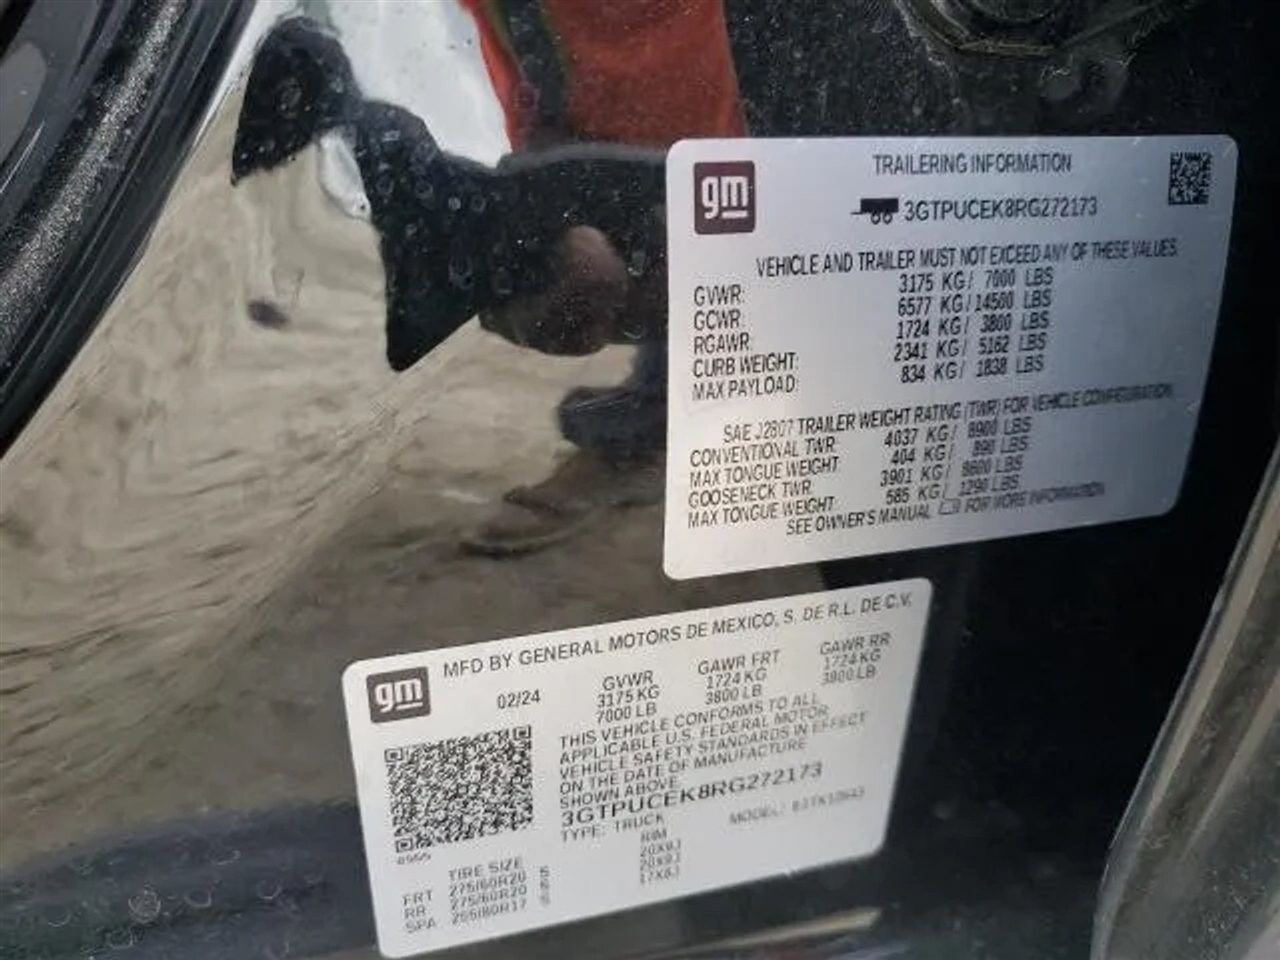 gm
TRAILERING INFORMATION
3GTPUCEK8RG272173
VEHICLE AND TRAILER MUST NOT EXCEED ANY OF THESE VALUES.
GVWR: 3175 KG/ 7000 LBS
GCWR: 6577 KG/14500 LBS
RGAWR: 1724 KG/ 3800 LBS
CURB WEIGHT: 2341 KG/ 5162 LBS
MAX PAYLOAD: 834 KG/ 1838 LBS
SAE J2807 TRAILER WEIGHT RATING (TWR) FOR VEHICLE CONFIGURATION
CONVENTIONAL TWR: 4037 KG/ 8900 LBS
MAX TONGUE WEIGHT: 404 KG/ 890 LBS
GOOSENECK TWR: 3901 KG/ 8600 LBS
MAX TONGUE WEIGHT: 585 KG/ 1290 LBS
SEE OWNER'S MANUAL FOR MORE INFORMATION
gm
MFD BY GENERAL MOTORS DE MEXICO, S. DE R.L. DE C.V.
02/24
GVWR GAWR FRT GAWR RR
3175 KG 1724 KG 1724 KG
7000 LB 3800 LB 3800 LB
THIS VEHICLE CONFORMS TO ALL
APPLICABLE U.S. FEDERAL MOTOR
VEHICLE SAFETY STANDARDS IN EFFECT
ON THE DATE OF MANUFACTURE
SHOWN ABOVE.
3GTPUCEK8RG272173
TYPE: TRUCK MODEL:
TIRE SIZE RIM
FRT 275/60R20 S 20X9J
RR 275/60R20 S 20X9J
SPA 255/80R17 S 17X8J